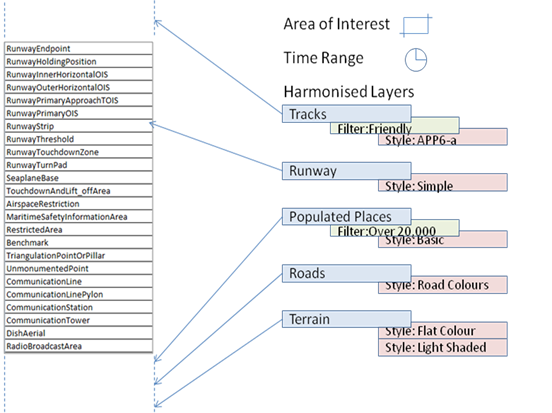 RunwayEndpoint
RunwayHoldingPosition
RunwayInnerHorizontalOIS
RunwayOuterHorizontalOIS
RunwayPrimaryApproachTOIS
RunwayPrimaryOIS
RunwayStrip
RunwayThreshold
RunwayTouchdownZone
RunwayTurnPad
SeaplaneBase
TouchdownAndLift_offArea
AirspaceRestriction
MaritimeSafetyInformationArea
RestrictedArea
Benchmark
TriangulationPointOrPillar
UnmonumentedPoint
CommunicationLine
CommunicationLinePylon
CommunicationStation
CommunicationTower
DishAerial
RadioBroadcastArea
Area of Interest
Time Range
Harmonised Layers
Tracks
Filter:Friendly
Style: APP6-a
Runway
Style: Simple
Populated Places
Filter:Over 20,000
Style: Basic
Roads
Style: Road Colours
Terrain
Style: Flat Colour
Style: Light Shaded